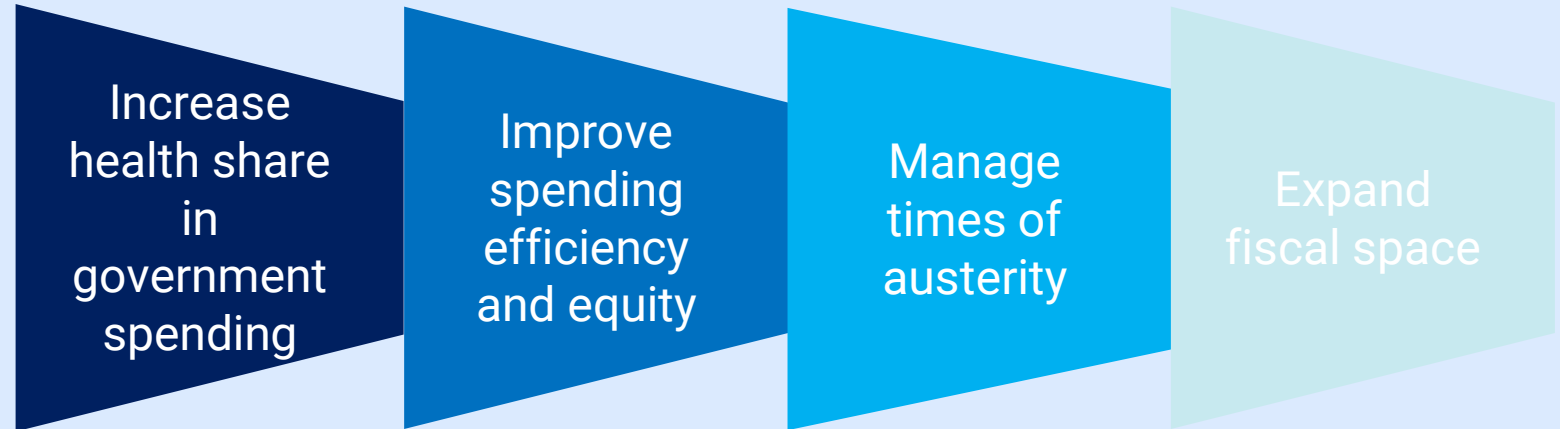 Increase
health share
in
government
spending
Improve
spending
efficiency
and equity
Manage
times of
austerity
Expand
fiscal space